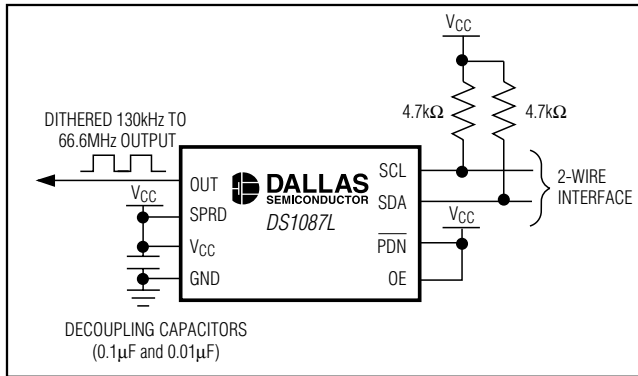 VCC
DITHERED 130kHz TO
66.6MHz OUTPUT
4.7kΩ
4.7kΩ
VCC
OUT
SPRD
VCC
GND
DALLAS
SEMICONDUCTOR
DS1087L
SCL
SDA
PDN
OE
2-WIRE
INTERFACE
VCC
DECOUPLING CAPACITORS
(0.1μF and 0.01μF)